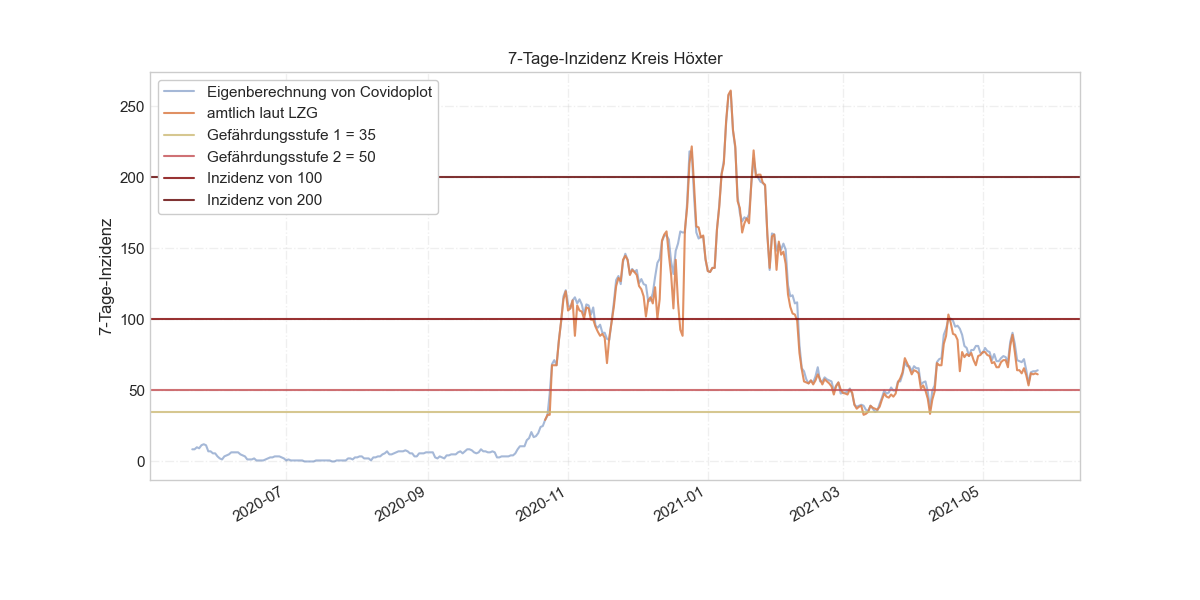 7-Tage-Inzidenz Kreis Höxter
Eigenberechnung von Covidoplot
amtlich laut LZG
Gefährdungsstufe 1 = 35
Gefährdungsstufe 2 = 50
Inzidenz von 100
Inzidenz von 200
7-Tage-Inzidenz
250
200
150
100
50
0
2020-07
2020-09
2020-11
2021-01
2021-03
2021-05